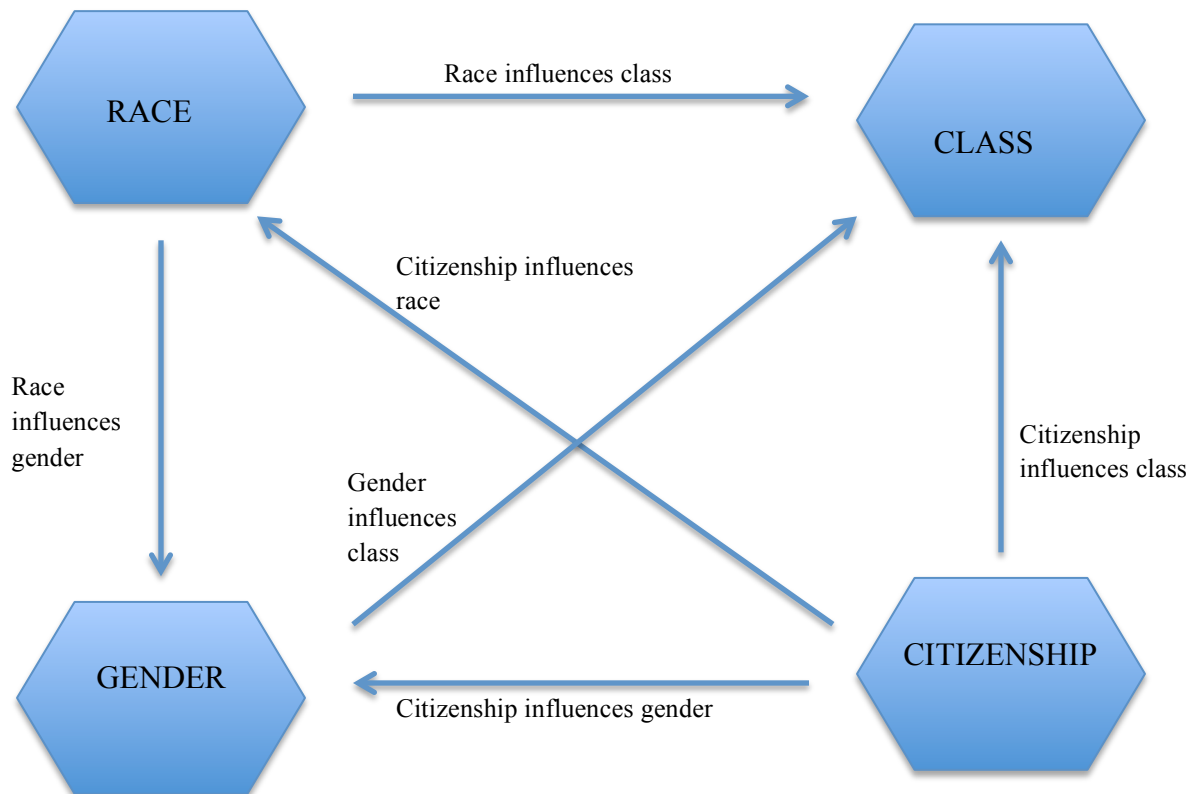 Race influences class
RACE
CLASS
Citizenship influences
race
Race
influences
gender
Citizenship
influences class
Gender
influences
class
GENDER
CITIZENSHIP
Citizenship influences gender